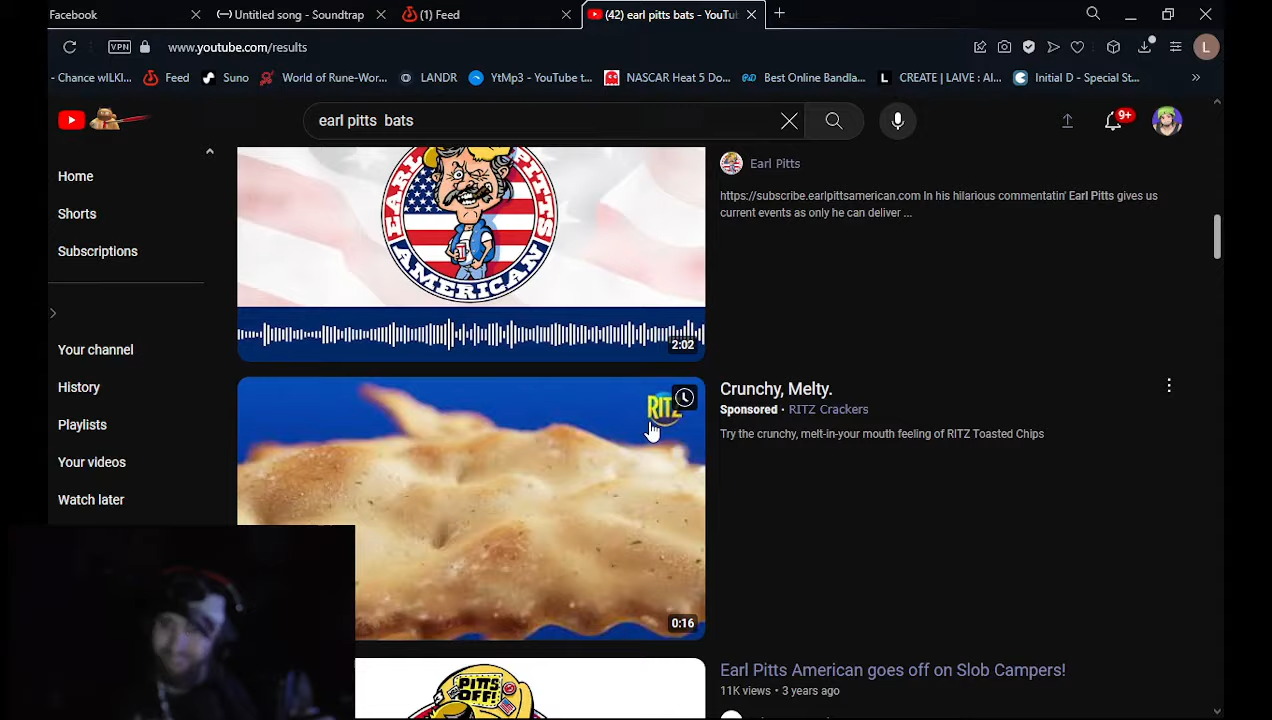 Facebook
Untitled song - Soundtrap
(1) Feed
(42) earl pitts bats - YouTu
VPN
www.youtube.com/results
L
- Chance wILKI...
Feed
Suno
World of Rune-Wor...
LANDR
YtMp3 - YouTube t...
NASCAR Heat 5 Do...
Best Online Bandla...
L CREATE | LAIVE : AI...
Initial D - Special St...
»
earl pitts  bats
9+
Home
Shorts
Subscriptions
Your channel
History
Playlists
Your videos
Watch later
EARL PITTS
AMERICAN
2:02
Earl Pitts
https://subscribe.earlpittsamerican.com In his hilarious commentatin' Earl Pitts gives us
current events as only he can deliver ...
RITZ
0:16
Crunchy, Melty.
Sponsored · RITZ Crackers
Try the crunchy, melt-in-your mouth feeling of RITZ Toasted Chips
PITTS
OFF!
Earl Pitts American goes off on Slob Campers!
11K views · 3 years ago